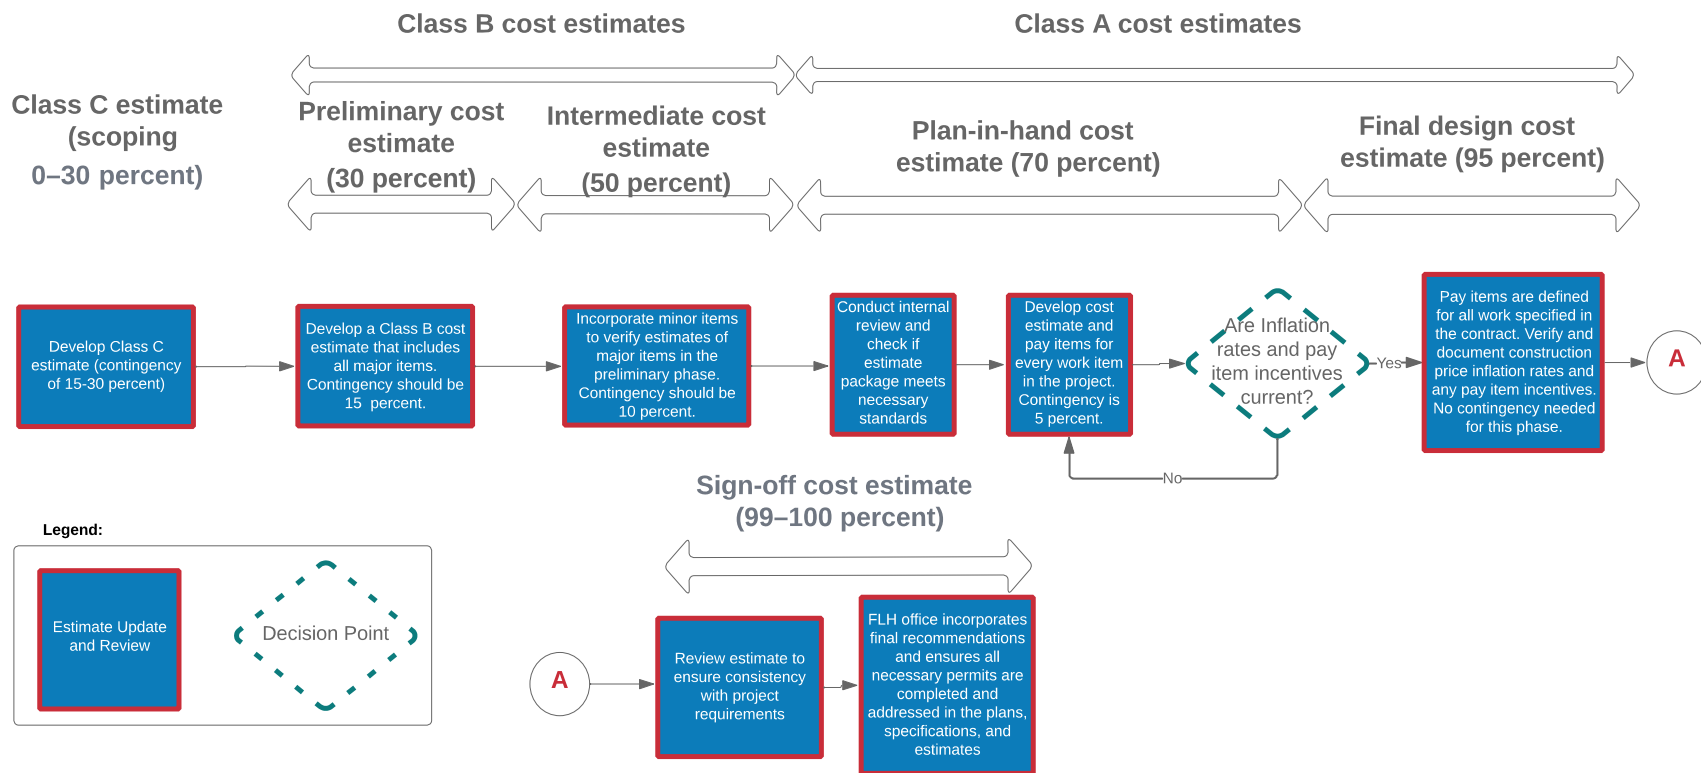 Class B cost estimates
Class A cost estimates
Class C estimate
(scoping
0–30 percent)
Preliminary cost
estimate
(30 percent)
Intermediate cost
estimate
(50 percent)
Plan-in-hand cost
estimate (70 percent)
Final design cost
estimate (95 percent)
Develop Class C
estimate (contingency
of 15-30 percent)
Develop a Class B cost
estimate that includes
all major items.
Contingency should be
15  percent.
Incorporate minor items
to verify estimates of
major items in the
preliminary phase.
Contingency should be
10 percent.
Conduct internal
review and
check if
estimate
package meets
necessary
standards
Develop cost
estimate and
pay items for
every work item
in the project.
Contingency is
5 percent.
Are Inflation
rates and pay
item incentives
current?
Yes
No
Pay items are defined
for all work specified in
the contract. Verify and
document construction
price inflation rates and
any pay item incentives.
No contingency needed
for this phase.
A
Sign-off cost estimate
(99–100 percent)
Legend:
Estimate Update
and Review
Decision Point
A
Review estimate to
ensure consistency
with project
requirements
FLH office incorporates
final recommendations
and ensures all
necessary permits are
completed and
addressed in the plans,
specifications, and
estimates